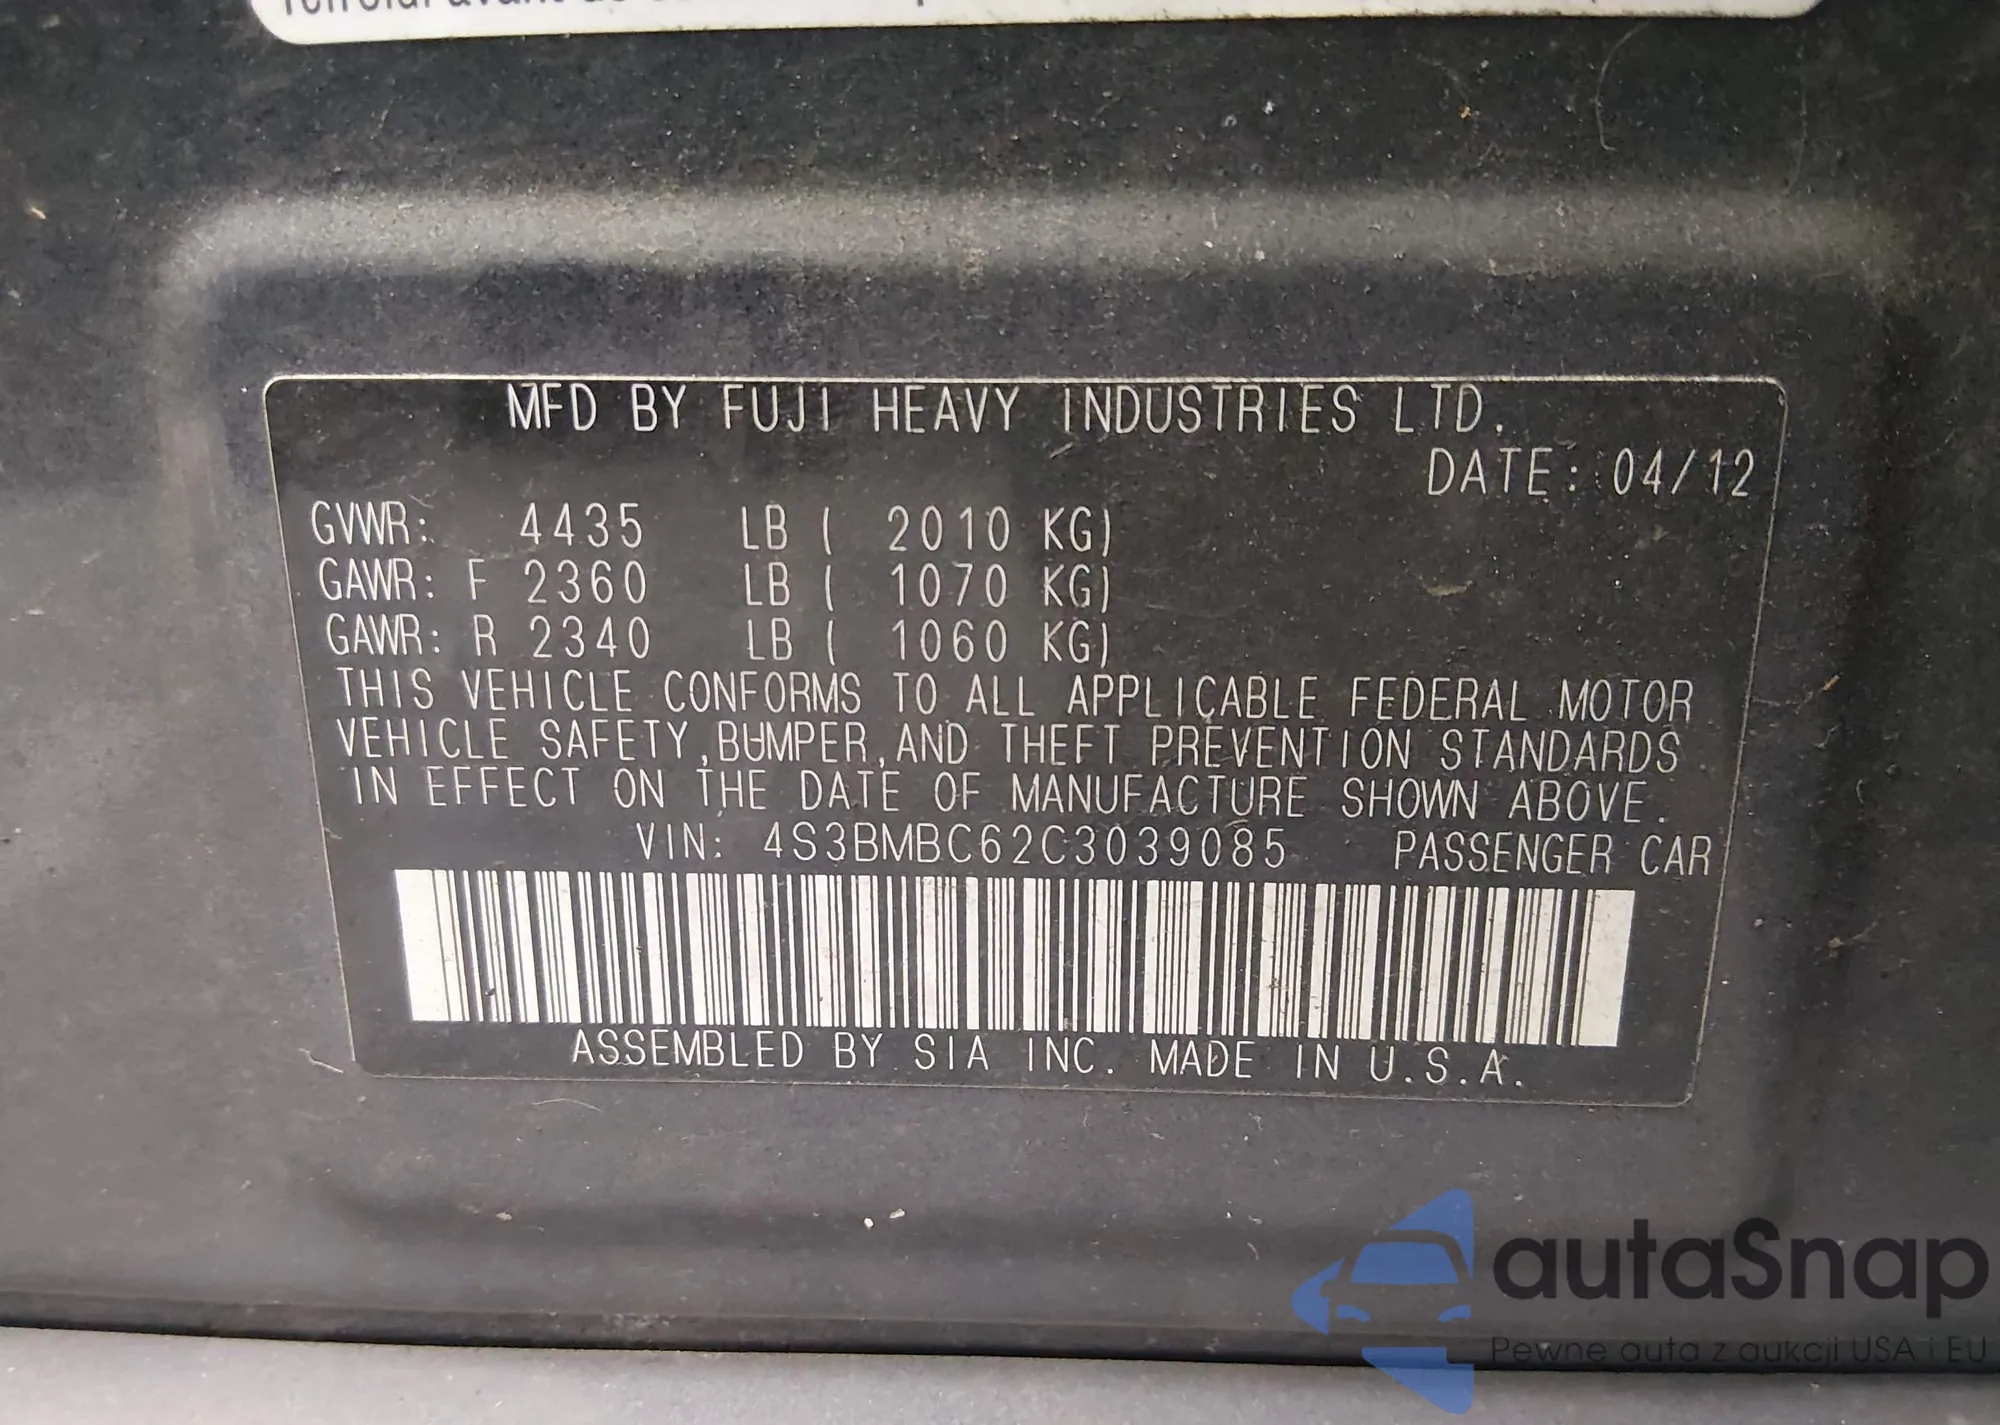 MFD BY FUJI HEAVY INDUSTRIES LTD.
DATE: 04/12
GVWR: 4435 LB ( 2010 KG)
GAWR: F 2360 LB ( 1070 KG)
GAWR: R 2340 LB ( 1060 KG)
THIS VEHICLE CONFORMS TO ALL APPLICABLE FEDERAL MOTOR
VEHICLE SAFETY,BUMPER,AND THEFT PREVENTION STANDARDS
IN EFFECT ON THE DATE OF MANUFACTURE SHOWN ABOVE.
VIN: 4S3BMBC62C3039085 PASSENGER CAR
ASSEMBLED BY SIA INC. MADE IN U.S.A.
autaSnap
Pewne auta z aukcji USA i EU